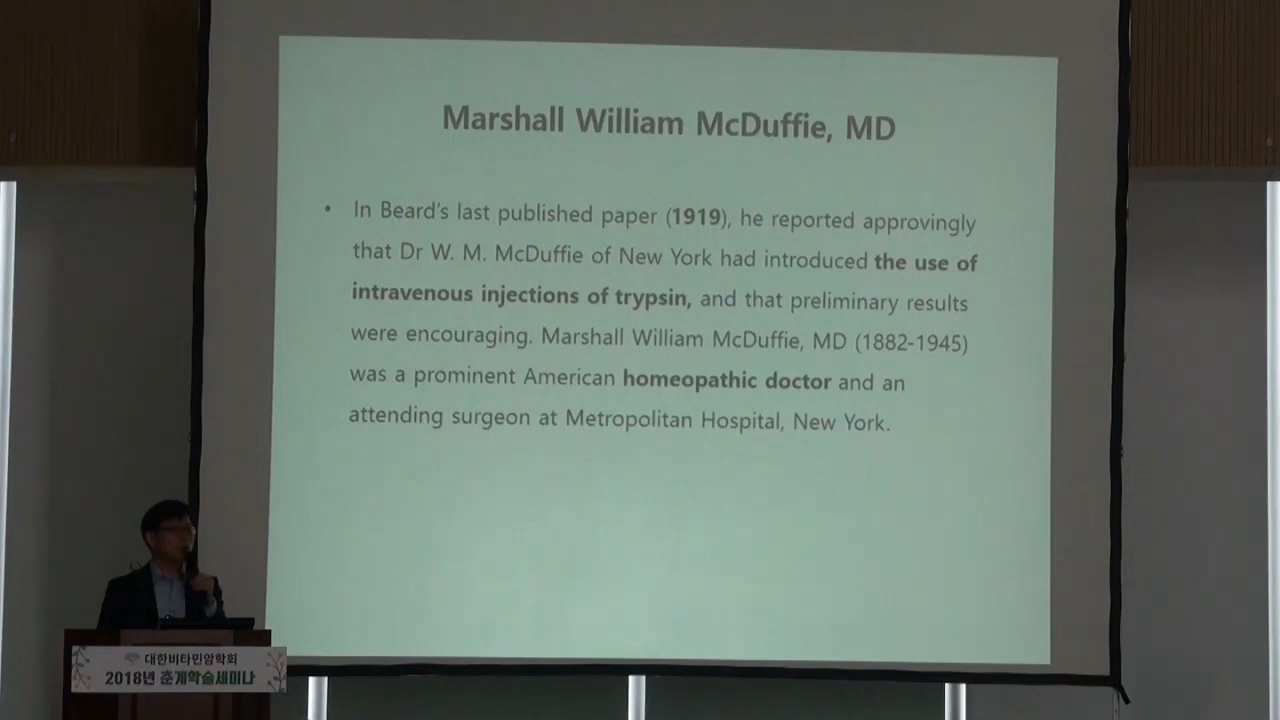 Marshall William McDuffie, MD
• In Beard's last published paper (1919), he reported approvingly
that Dr W. M. McDuffie of New York had introduced the use of
intravenous injections of trypsin, and that preliminary results
were encouraging. Marshall William McDuffie, MD (1882-1945)
was a prominent American homeopathic doctor and an
attending surgeon at Metropolitan Hospital, New York.
대한비타민암학회
2018년 춘계학술세미나